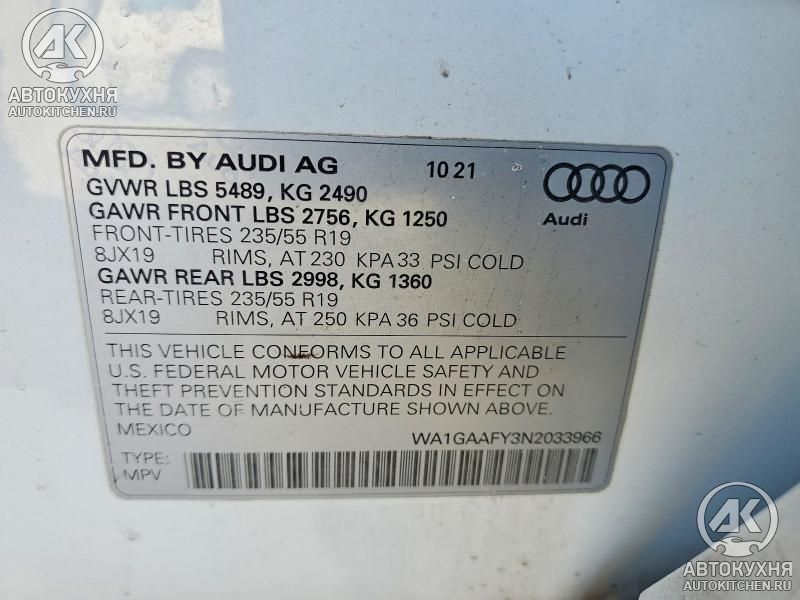 AK
АВТОКУХНЯ
AUTOKITCHEN.RU
MFD. BY AUDI AG 10 21
GVWR LBS 5489, KG 2490
GAWR FRONT LBS 2756, KG 1250
Audi
FRONT-TIRES 235/55 R19
8JX19 RIMS, AT 230 KPA 33 PSI COLD
GAWR REAR LBS 2998, KG 1360
REAR-TIRES 235/55 R19
8JX19 RIMS, AT 250 KPA 36 PSI COLD
THIS VEHICLE CONFORMS TO ALL APPLICABLE
U.S. FEDERAL MOTOR VEHICLE SAFETY AND
THEFT PREVENTION STANDARDS IN EFFECT ON
THE DATE OF MANUFACTURE SHOWN ABOVE.
MEXICO WA1GAAFY3N2033966
TYPE:
MPV
AK
АВТОКУХНЯ
AUTOKITCHEN.RU